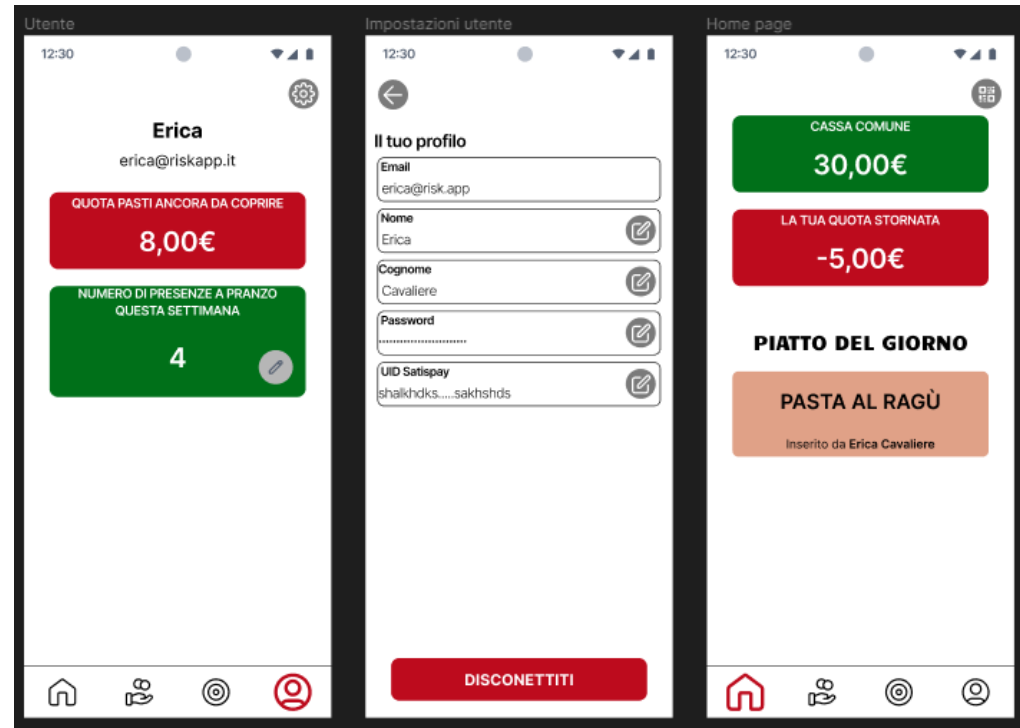 Utente
12:30
Erica
erica@riskapp.it
QUOTA PASTI ANCORA DA COPRIRE
8,00€
NUMERO DI PRESENZE A PRANZO
QUESTA SETTIMANA
4
Impostazioni utente
12:30
Il tuo profilo
Email
erica@risk.app
Nome
Erica
Cognome
Cavaliere
Password
UID Satispay
shalkhdks.....sakhshds
DISCONETTITI
Home page
12:30
CASSA COMUNE
30,00€
LA TUA QUOTA STORNATA
-5,00€
PIATTO DEL GIORNO
PASTA AL RAGÙ
Inserito da Erica Cavaliere